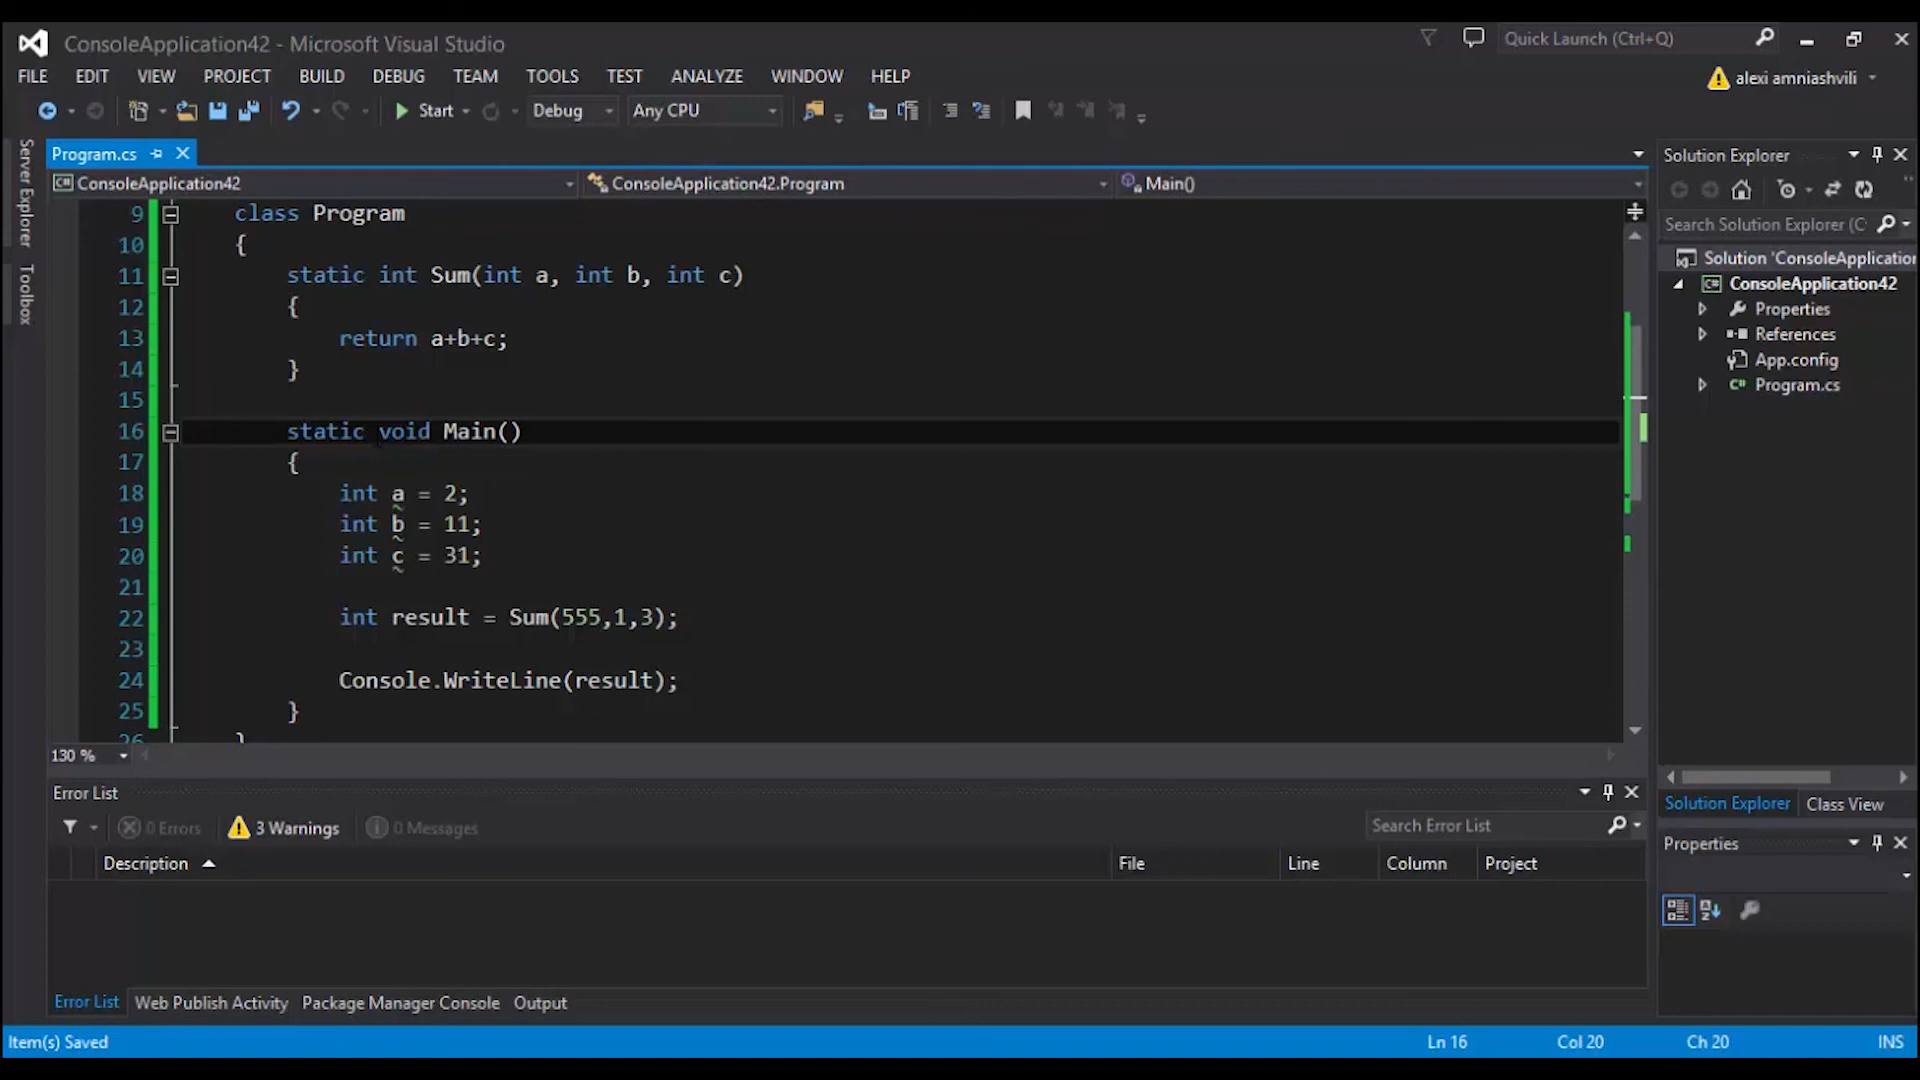 ConsoleApplication42 - Microsoft Visual Studio
Quick Launch (Ctrl+Q)
FILE EDIT VIEW PROJECT BUILD DEBUG TEAM TOOLS TEST ANALYZE WINDOW HELP
alexi amniashvili
Start Debug Any CPU
Server Explorer
Toolbox
Program.cs
ConsoleApplication42 ConsoleApplication42.Program Main()
9 class Program
10 {
11 static int Sum(int a, int b, int c)
12 {
13 return a+b+c;
14 }
15
16 static void Main()
17 {
18 int a = 2;
19 int b = 11;
20 int c = 31;
21
22 int result = Sum(555,1,3);
23
24 Console.WriteLine(result);
25 }
26 }
130 %
Error List
0 Errors 3 Warnings 0 Messages
Search Error List
Description File Line Column Project
Error List Web Publish Activity Package Manager Console Output
Solution Explorer
Search Solution Explorer (C
Solution 'ConsoleApplication
C# ConsoleApplication42
Properties
References
App.config
C# Program.cs
Solution Explorer Class View
Properties
Item(s) Saved Ln 16 Col 20 Ch 20 INS